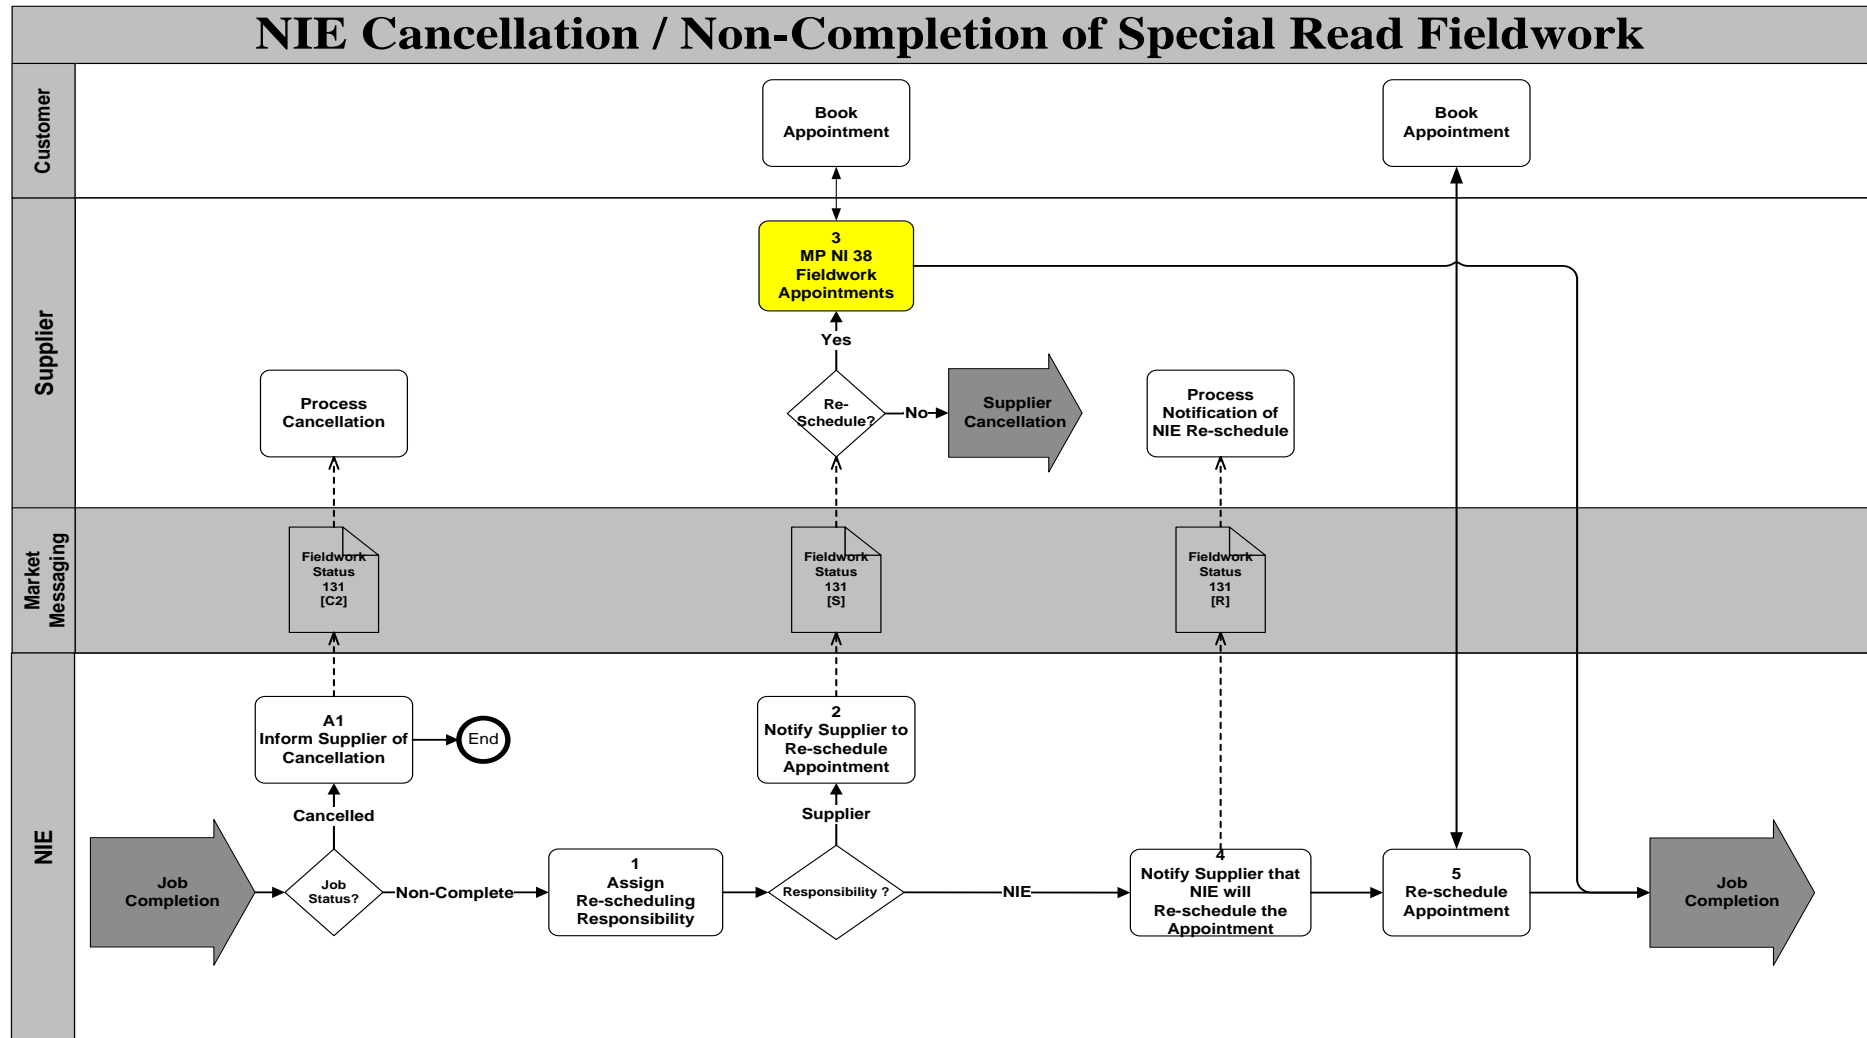 NIE Cancellation / Non-Completion of Special Read Fieldwork
Customer
Book
Appointment
Book
Appointment
Supplier
3
MP NI 38
Fieldwork
Appointments
Yes
Process
Cancellation
Re-
Schedule?
No
Supplier
Cancellation
Process
Notification of
NIE Re-schedule
Market
Messaging
Fieldwork
Status
131
[C2]
Fieldwork
Status
131
[S]
Fieldwork
Status
131
[R]
NIE
A1
Inform Supplier of
Cancellation
End
2
Notify Supplier to
Re-schedule
Appointment
Cancelled
Supplier
Job
Completion
Job
Status?
Non-Complete
1
Assign
Re-scheduling
Responsibility
Responsibility ?
NIE
4
Notify Supplier that
NIE will
Re-schedule the
Appointment
5
Re-schedule
Appointment
Job
Completion